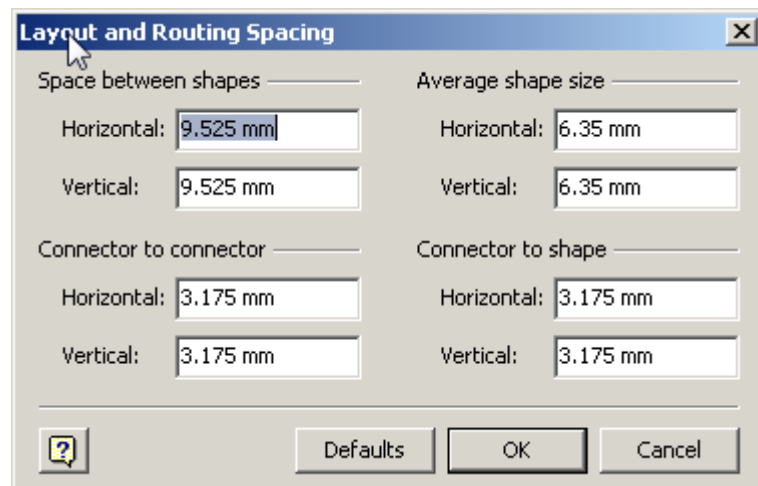 Layout and Routing Spacing
Space between shapes
Horizontal: 9.525 mm
Vertical: 9.525 mm
Average shape size
Horizontal: 6.35 mm
Vertical: 6.35 mm
Connector to connector
Horizontal: 3.175 mm
Vertical: 3.175 mm
Connector to shape
Horizontal: 3.175 mm
Vertical: 3.175 mm
?
Defaults
OK
Cancel